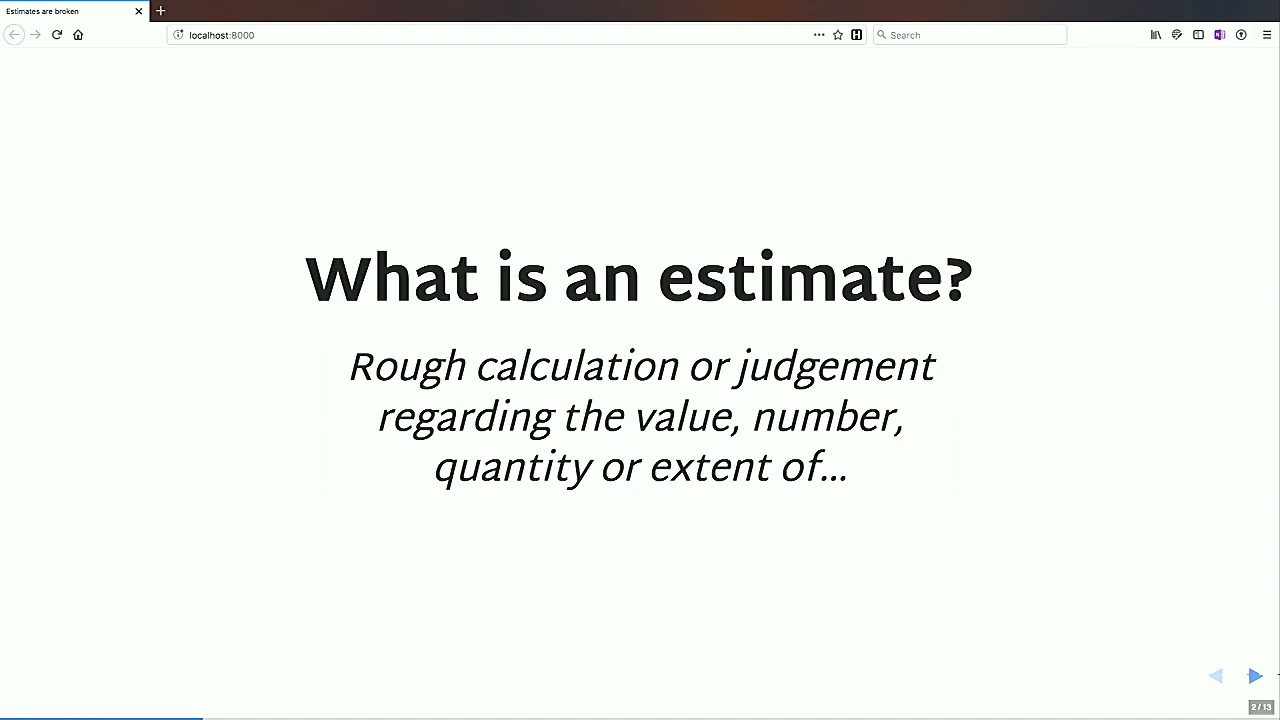 Estimates are broken
localhost:8000
Search
What is an estimate?
Rough calculation or judgement
regarding the value, number,
quantity or extent of...
2 / 13